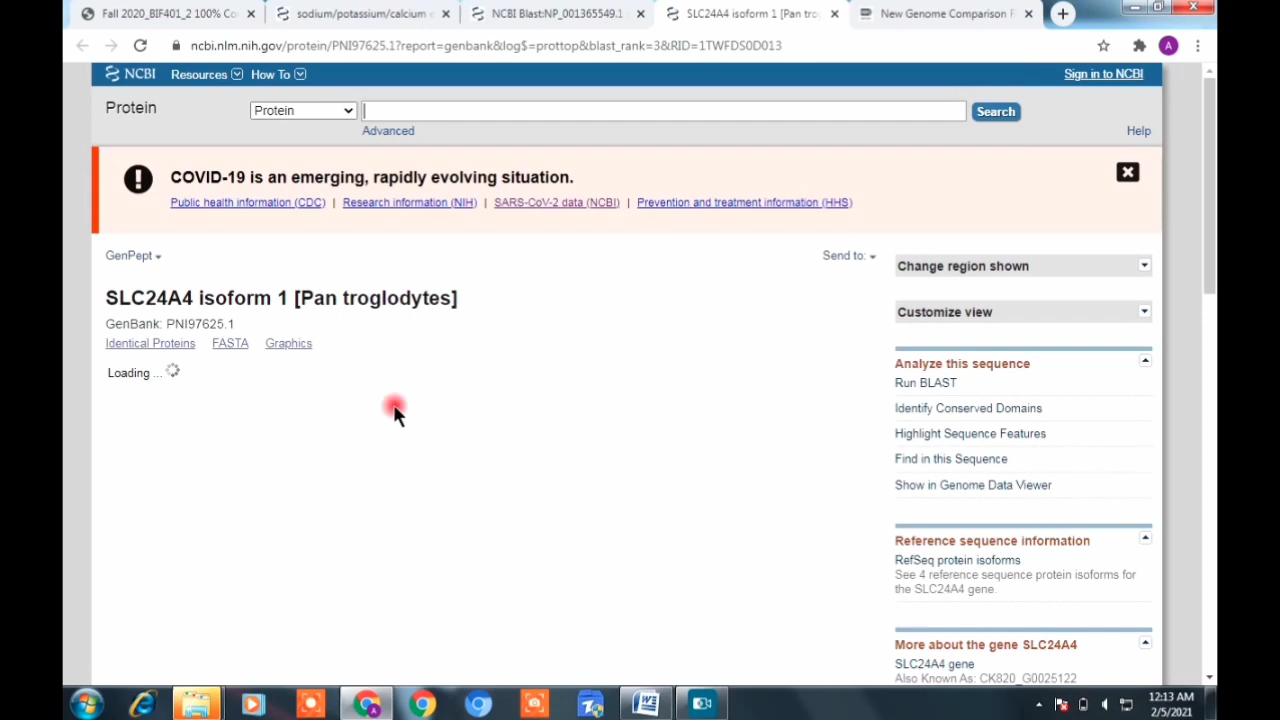 Fall 2020_BIF401_2 100% Co
sodium/potassium/calcium e
NCBI Blast:NP_001365549.1
SLC24A4 isoform 1 [Pan tro
New Genome Comparison F
ncbi.nlm.nih.gov/protein/PNI97625.1?report=genbank&log$=prottop&blast_rank=3&RID=1TWFDS0D013
A
NCBI Resources How To Sign in to NCBI
Protein
Protein
Search
Advanced
Help
COVID-19 is an emerging, rapidly evolving situation.
Public health information (CDC) | Research information (NIH) | SARS-CoV-2 data (NCBI) | Prevention and treatment information (HHS)
GenPept
Send to:
SLC24A4 isoform 1 [Pan troglodytes]
GenBank: PNI97625.1
Identical Proteins FASTA Graphics
Loading ...
Change region shown
Customize view
Analyze this sequence
Run BLAST
Identify Conserved Domains
Highlight Sequence Features
Find in this Sequence
Show in Genome Data Viewer
Reference sequence information
RefSeq protein isoforms
See 4 reference sequence protein isoforms for
the SLC24A4 gene.
More about the gene SLC24A4
SLC24A4 gene
Also Known As: CK820_G0025122
12:13 AM
2/5/2021